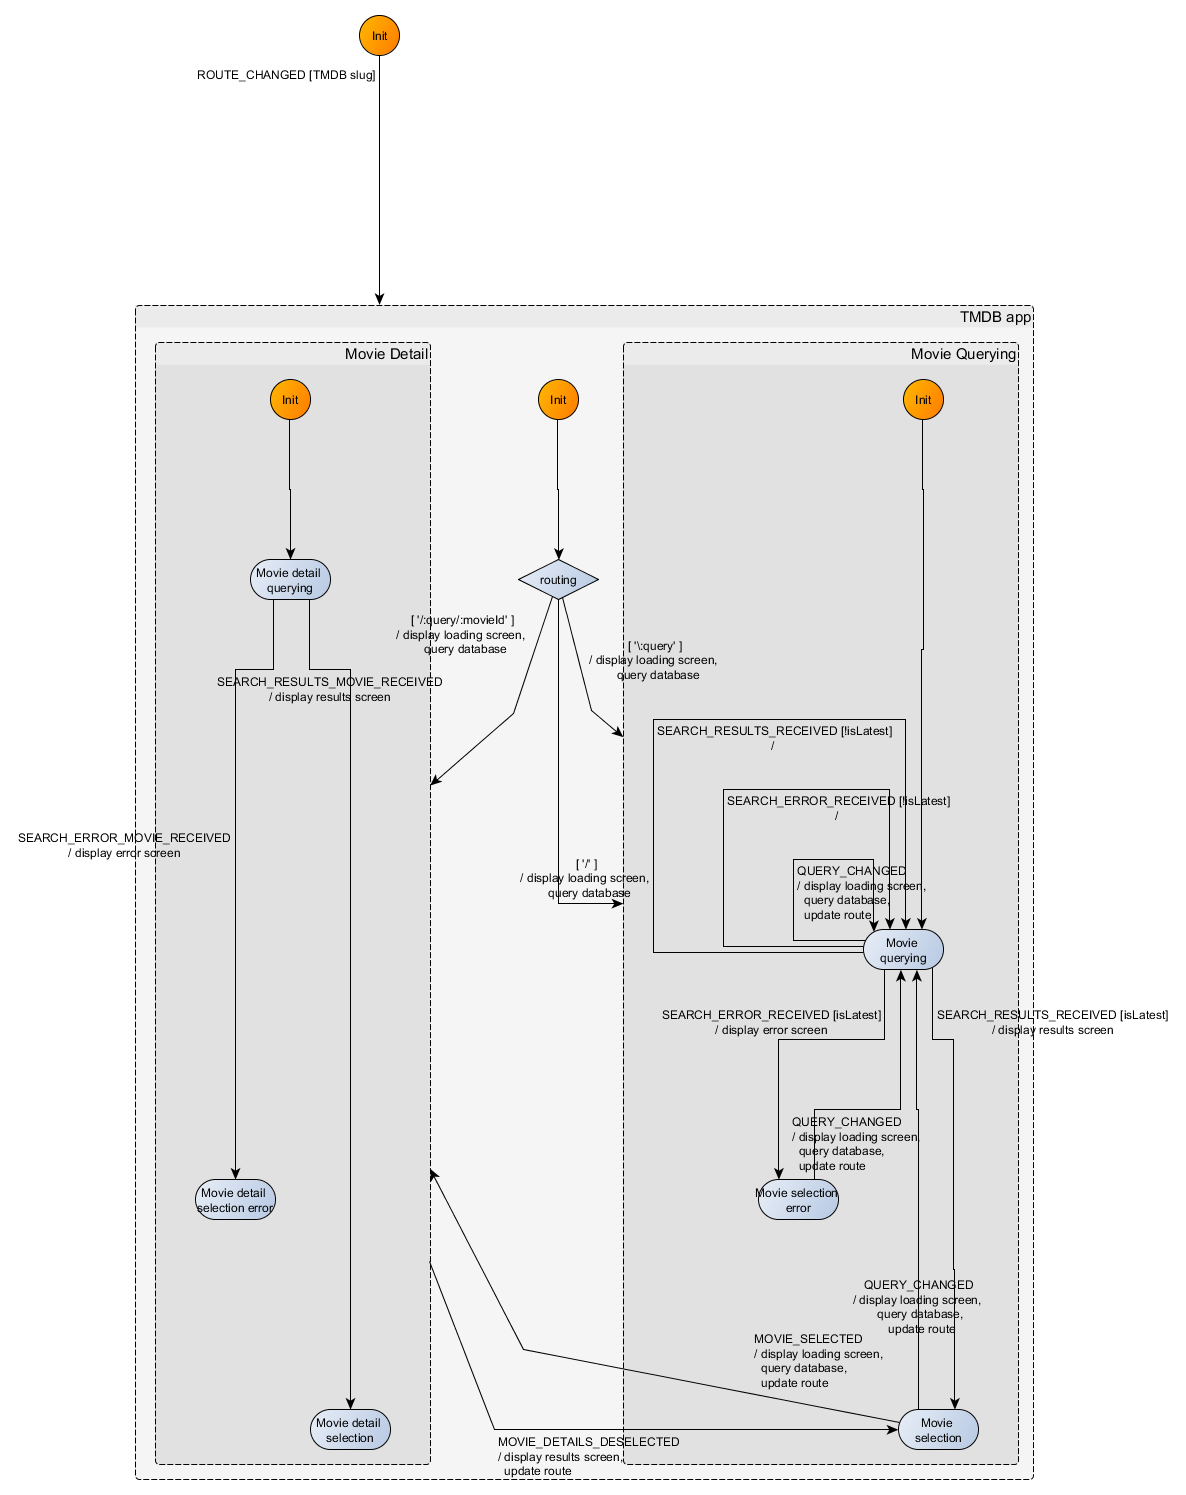 Init
ROUTE_CHANGED [TMDB slug]
TMDB app
Movie Detail
Movie Querying
Init
Init
Init
Movie detail
querying
routing
[ '/:query/:movieId' ]
/ display loading screen,
query database
[ '\:query' ]
/ display loading screen,
query database
SEARCH_RESULTS_MOVIE_RECEIVED
/ display results screen
SEARCH_RESULTS_RECEIVED [!isLatest]
/
SEARCH_ERROR_RECEIVED [!isLatest]
/
SEARCH_ERROR_MOVIE_RECEIVED
/ display error screen
[ '/' ]
/ display loading screen,
query database
QUERY_CHANGED
/ display loading screen,
query database,
update route
Movie
querying
SEARCH_ERROR_RECEIVED [isLatest]
/ display error screen
SEARCH_RESULTS_RECEIVED [isLatest]
/ display results screen
QUERY_CHANGED
/ display loading screen,
query database,
update route
Movie detail
selection error
Movie selection
error
QUERY_CHANGED
/ display loading screen,
query database,
update route
MOVIE_SELECTED
/ display loading screen,
query database,
update route
Movie detail
selection
Movie
selection
MOVIE_DETAILS_DESELECTED
/ display results screen,
update route